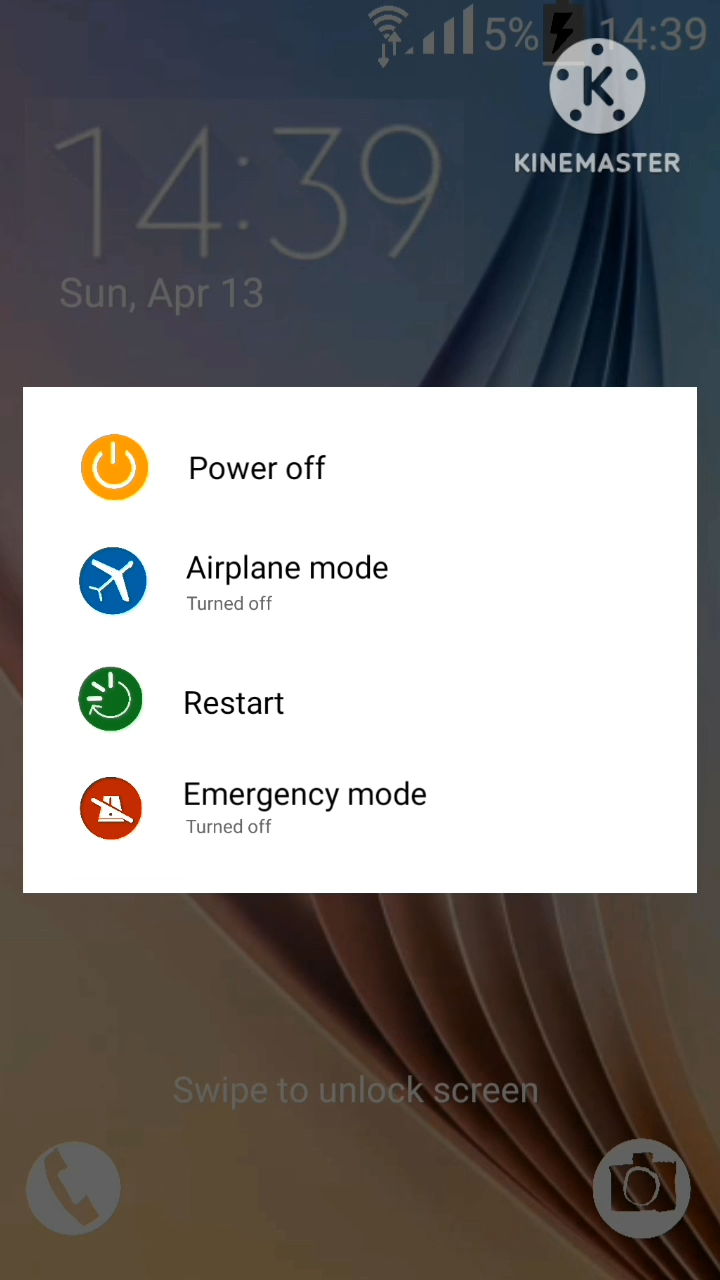 5% 14:39
K
KINEMASTER
14:39
Sun, Apr 13
Power off
Airplane mode
Turned off
Restart
Emergency mode
Turned off
Swipe to unlock screen